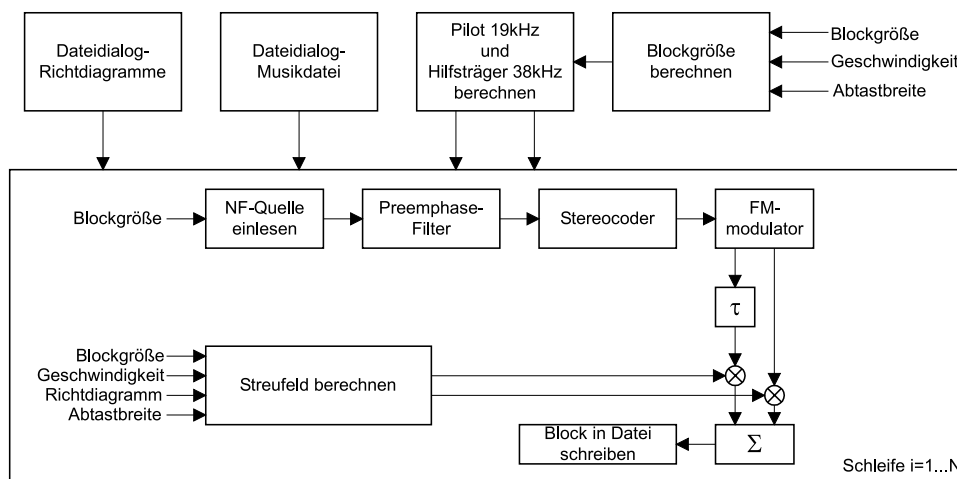 Dateidialog-
Richtdiagramme
Dateidialog-
Musikdatei
Pilot 19kHz
und
Hilfsträger 38kHz
berechnen
Blockgröße
berechnen
Blockgröße
Geschwindigkeit
Abtastbreite
Blockgröße
NF-Quelle
einlesen
Preemphase-
Filter
Stereocoder
FM-
modulator
τ
Blockgröße
Geschwindigkeit
Richtdiagramm
Abtastbreite
Streufeld berechnen
Block in Datei
schreiben
Σ
Schleife i=1...N